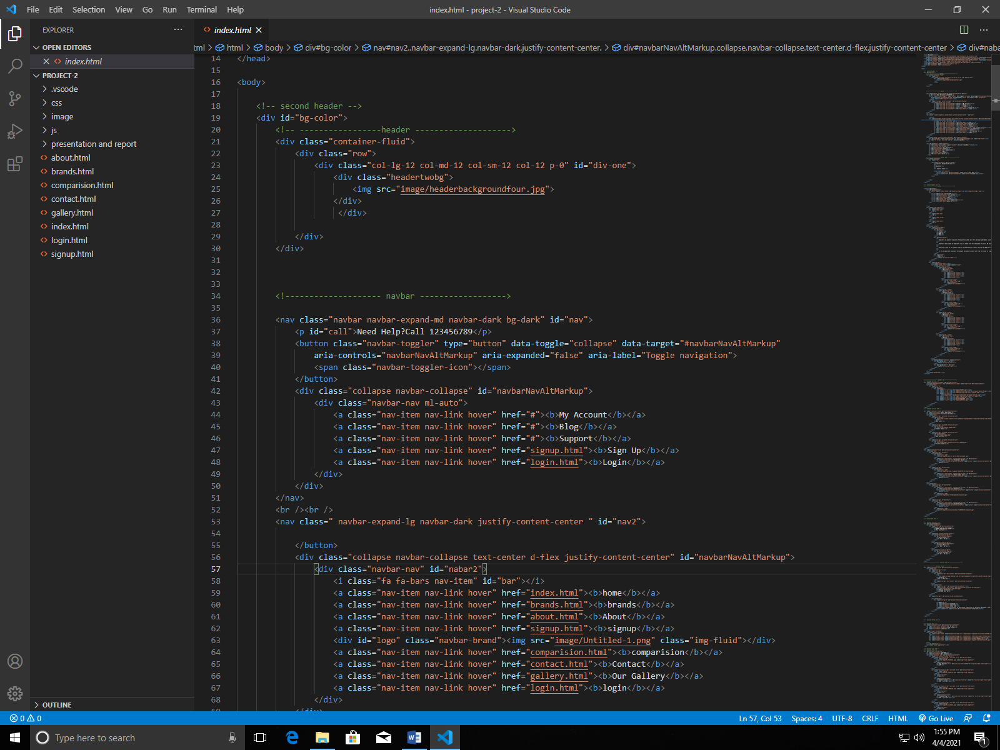 File Edit Selection View Go Run Terminal Help
index.html - project-2 - Visual Studio Code
EXPLORER
OPEN EDITORS
index.html
PROJECT-2
.vscode
css
image
js
presentation and report
about.html
brands.html
comparision.html
contact.html
gallery.html
index.html
login.html
signup.html
OUTLINE
index.html
html > html > body > div#bg-color > nav#nav2..navbar-expand-lg.navbar-dark.justify-content-center. > div#navbarNavAltMarkup.collapse.navbar-collapse.text-center.d-flex.justify-content-center > div#naba
14 </head>
15
16 <body>
17
18 <!-- second header -->
19 <div id="bg-color">
20 <!-- -----------------header -------------------->
21 <div class="container-fluid">
22 <div class="row">
23 <div class="col-lg-12 col-md-12 col-sm-12 col-12 p-0" id="div-one">
24 <div class="headertwobg">
25 <img src="image/headerbackgroundfour.jpg">
26 </div>
27 </div>
28
29 </div>
30 </div>
31
32
33
34 <!-------------------- navbar ------------------>
35
36 <nav class="navbar navbar-expand-md navbar-dark bg-dark" id="nav">
37 <p id="call">Need Help?Call 123456789</p>
38 <button class="navbar-toggler" type="button" data-toggle="collapse" data-target="#navbarNavAltMarkup"
39 aria-controls="navbarNavAltMarkup" aria-expanded="false" aria-label="Toggle navigation">
40 <span class="navbar-toggler-icon"></span>
41 </button>
42 <div class="collapse navbar-collapse" id="navbarNavAltMarkup">
43 <div class="navbar-nav ml-auto">
44 <a class="nav-item nav-link hover" href="#"><b>My Account</b></a>
45 <a class="nav-item nav-link hover" href="#"><b>Blog</b></a>
46 <a class="nav-item nav-link hover" href="#"><b>Support</b></a>
47 <a class="nav-item nav-link hover" href="signup.html"><b>Sign Up</b></a>
48 <a class="nav-item nav-link hover" href="login.html"><b>Login</b></a>
49 </div>
50 </div>
51 </nav>
52 <br /><br />
53 <nav class=" navbar-expand-lg navbar-dark justify-content-center " id="nav2">
54
55 </button>
56 <div class="collapse navbar-collapse text-center d-flex justify-content-center" id="navbarNavAltMarkup">
57 <div class="navbar-nav" id="nabar2">
58 <i class="fa fa-bars nav-item" id="bar"></i>
59 <a class="nav-item nav-link hover" href="index.html"><b>home</b></a>
60 <a class="nav-item nav-link hover" href="brands.html"><b>brands</b></a>
61 <a class="nav-item nav-link hover" href="about.html"><b>About</b></a>
62 <a class="nav-item nav-link hover" href="signup.html"><b>signup</b></a>
63 <div id="logo" class="navbar-brand"><img src="image/Untitled-1.png" class="img-fluid"></div>
64 <a class="nav-item nav-link hover" href="comparision.html"><b>comparision</b></a>
65 <a class="nav-item nav-link hover" href="contact.html"><b>Contact</b></a>
66 <a class="nav-item nav-link hover" href="gallery.html"><b>Our Gallery</b></a>
67 <a class="nav-item nav-link hover" href="login.html"><b>login</b></a>
68 </div>
69 </div>
0 0
Ln 57, Col 53 Spaces: 4 UTF-8 CRLF HTML Go Live
Type here to search
1:55 PM
4/4/2021
1